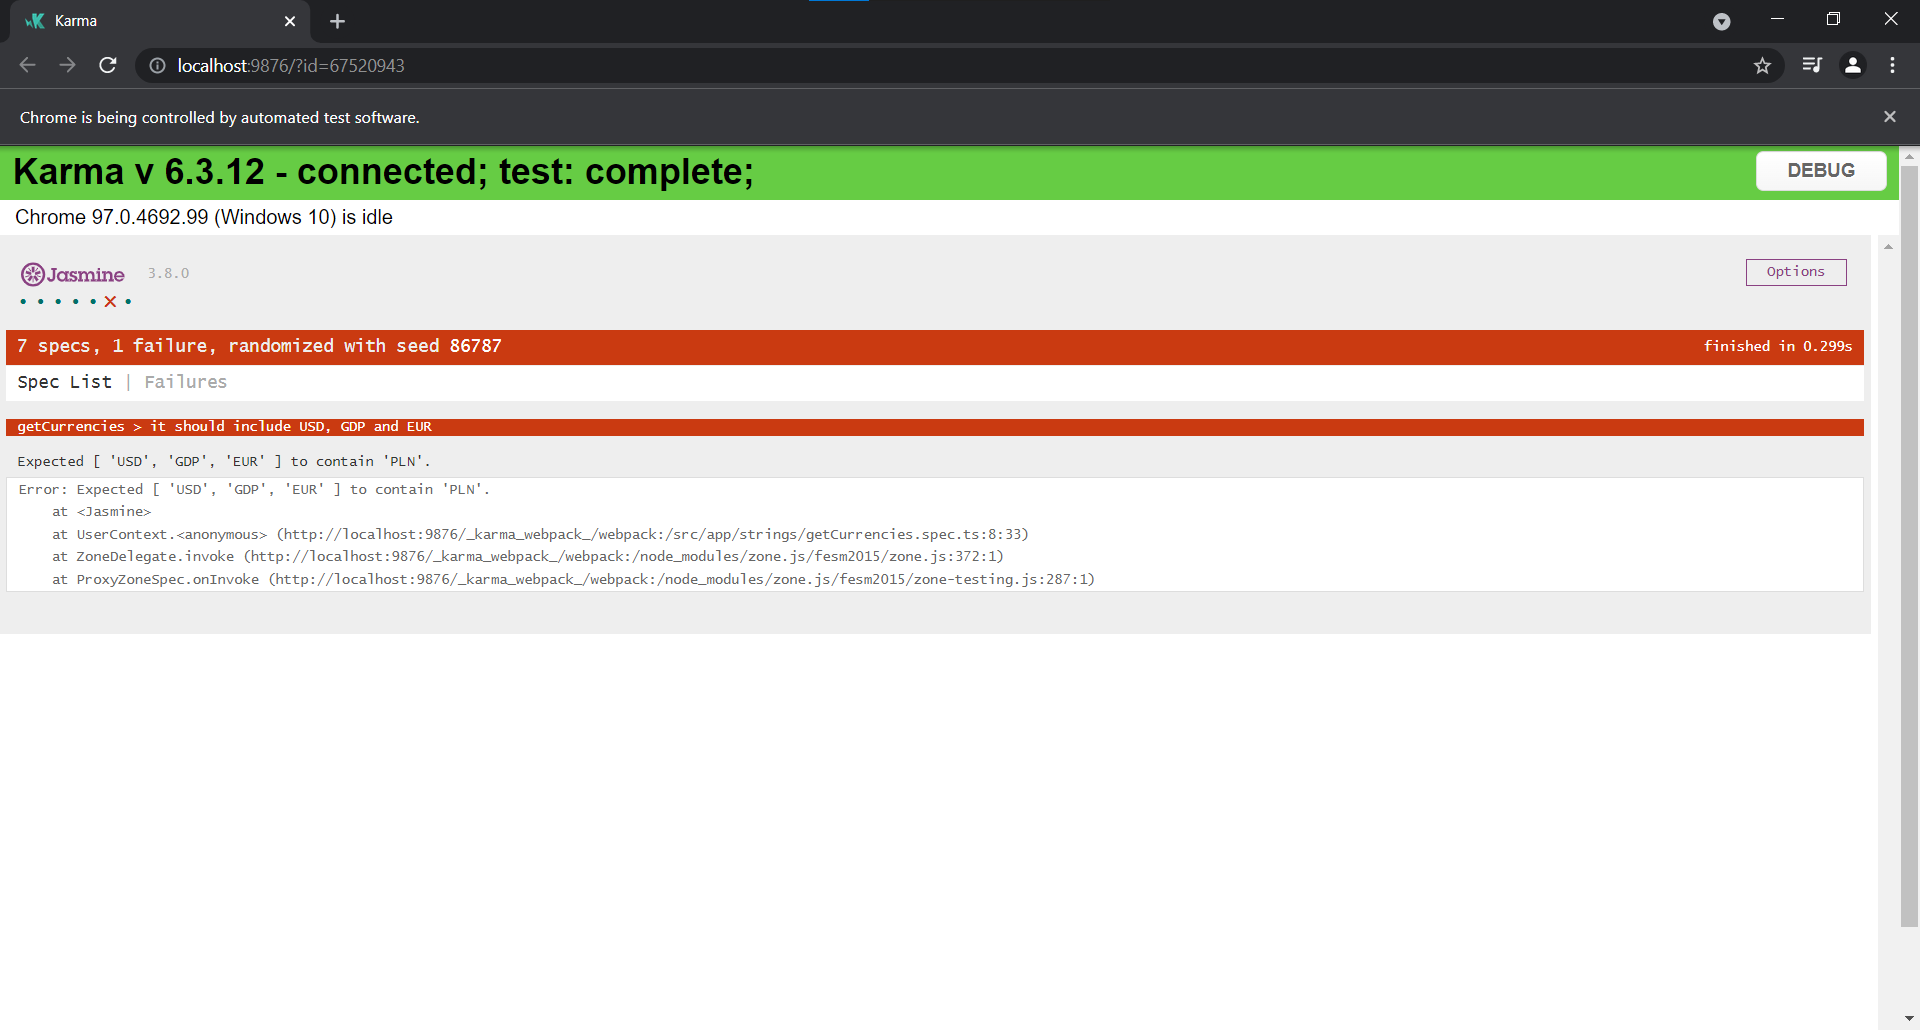 Karma
localhost:9876/?id=67520943
Chrome is being controlled by automated test software.
Karma v 6.3.12 - connected; test: complete;
DEBUG
Chrome 97.0.4692.99 (Windows 10) is idle
Jasmine 3.8.0
Options
7 specs, 1 failure, randomized with seed 86787
finished in 0.299s
Spec List | Failures
getCurrencies > it should include USD, GDP and EUR
Expected [ 'USD', 'GDP', 'EUR' ] to contain 'PLN'.
Error: Expected [ 'USD', 'GDP', 'EUR' ] to contain 'PLN'.
at <Jasmine>
at UserContext.<anonymous> (http://localhost:9876/_karma_webpack_/webpack:/src/app/strings/getCurrencies.spec.ts:8:33)
at ZoneDelegate.invoke (http://localhost:9876/_karma_webpack_/webpack:/node_modules/zone.js/fesm2015/zone.js:372:1)
at ProxyZoneSpec.onInvoke (http://localhost:9876/_karma_webpack_/webpack:/node_modules/zone.js/fesm2015/zone-testing.js:287:1)